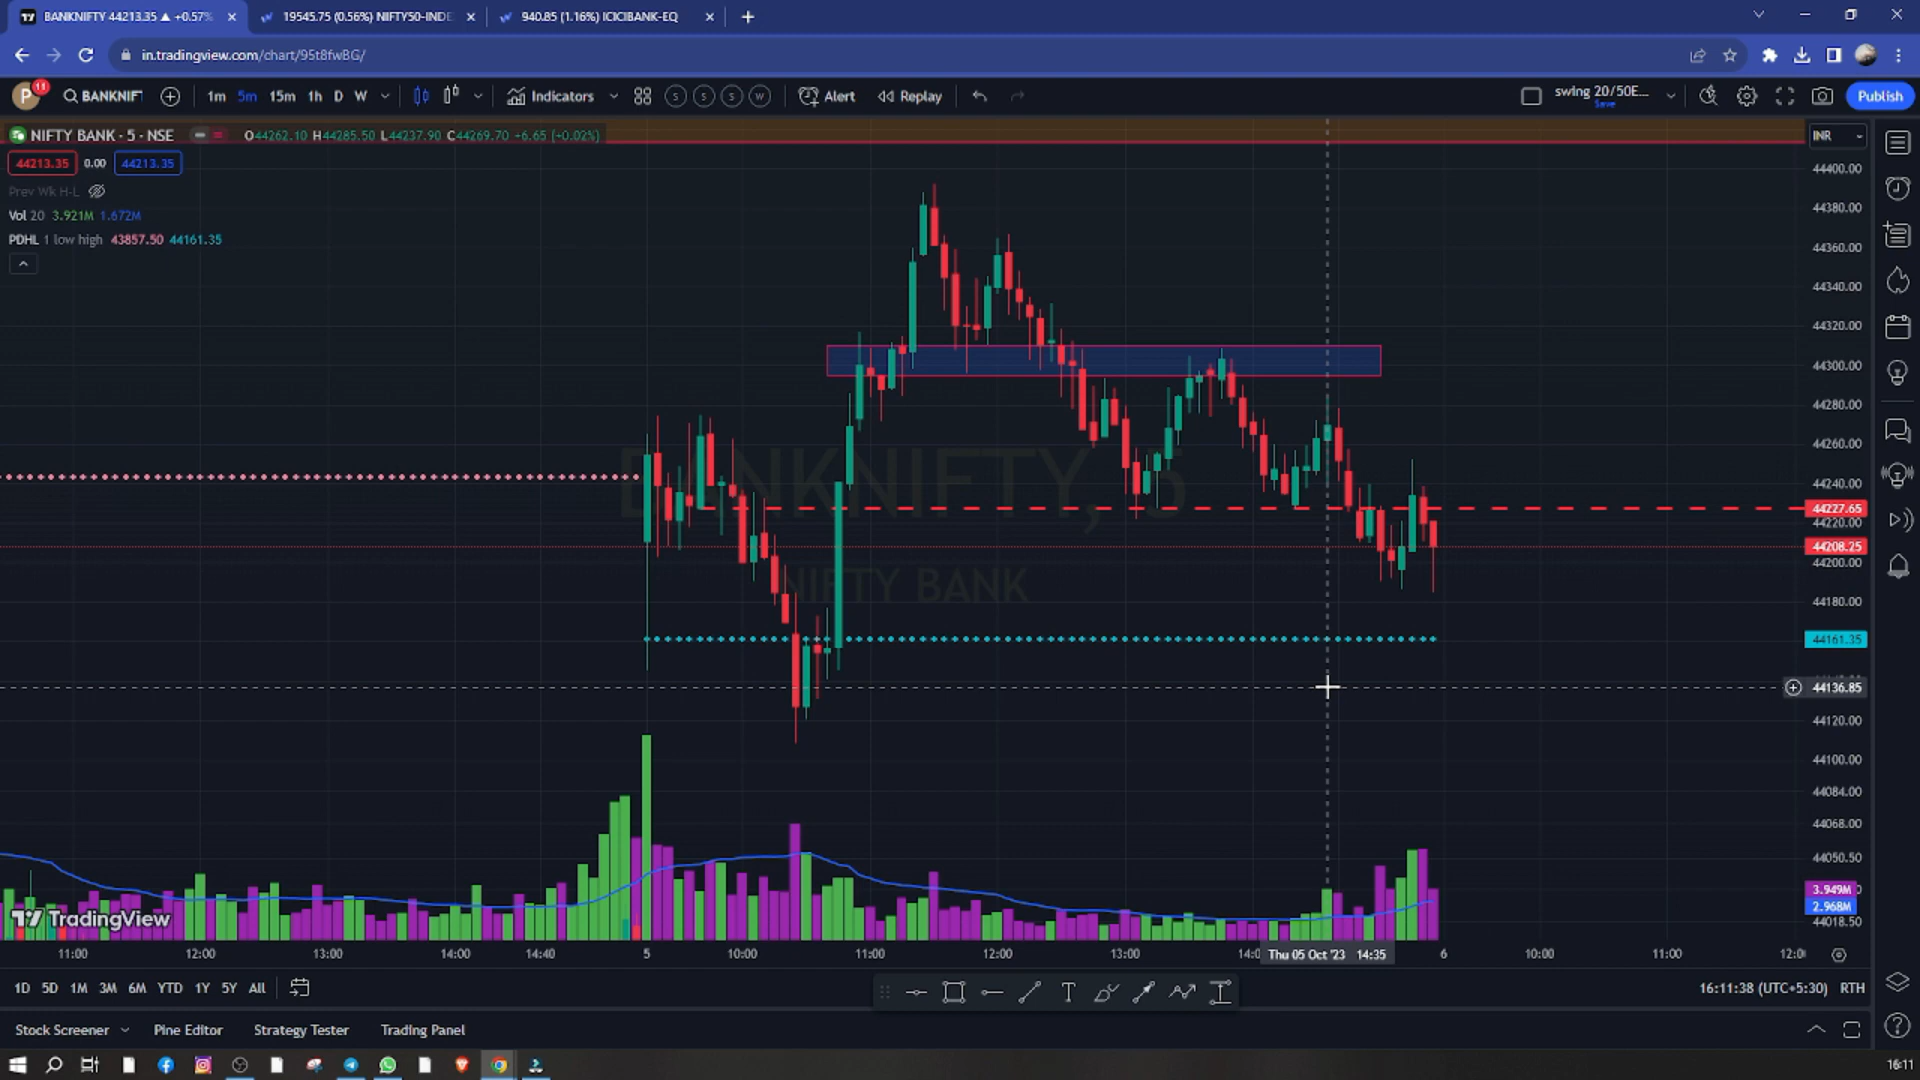 BANKNIFTY 44213.35 ▲ +0.57%
19545.75 (0.56%) NIFTY50-INDE
940.85 (1.16%) ICICIBANK-EQ
in.tradingview.com/chart/95t8fwBG/
P 11 BANKNIFT 1m 5m 15m 1h D W Indicators S S S W Alert Replay swing 20/50E... Save Publish
NIFTY BANK · 5 · NSE O44262.10 H44285.50 L44237.90 C44269.70 +6.65 (+0.02%) INR
44213.35 0.00 44213.35
Prev Wk H-L
Vol 20 3.921M 1.672M
PDHL 1 low high 43857.50 44161.35
44400.00
44380.00
44360.00
44340.00
44320.00
44300.00
44280.00
44260.00
44240.00
44227.65
44220.00
44208.25
44200.00
44180.00
44161.35
44136.85
44120.00
44100.00
44084.00
44068.00
44050.50
3.949M
2.968M
44018.50
BANKNIFTY, 5
NIFTY BANK
TradingView
11:00 12:00 13:00 14:00 14:40 5 10:00 11:00 12:00 13:00 14:0 Thu 05 Oct '23 14:35 6 10:00 11:00 12:0
1D 5D 1M 3M 6M YTD 1Y 5Y All T 16:11:38 (UTC+5:30) RTH
Stock Screener Pine Editor Strategy Tester Trading Panel
16:11